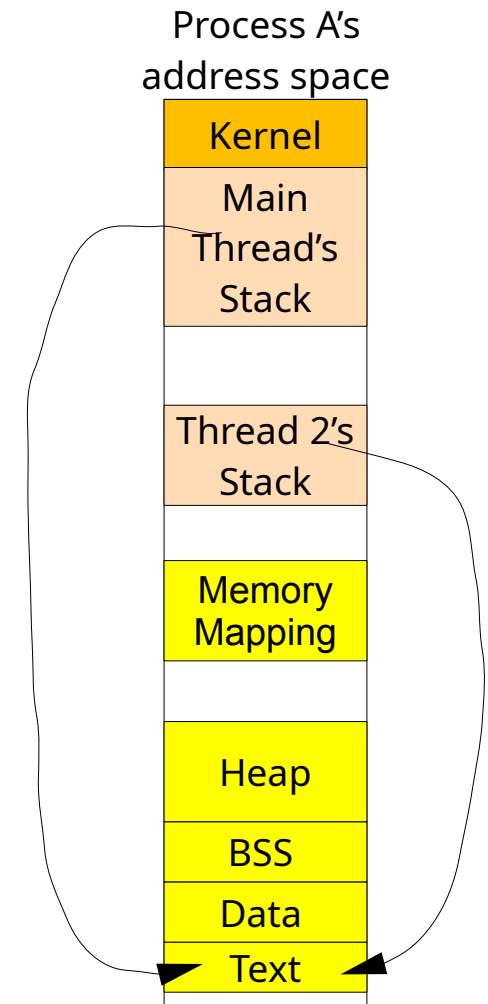 Process A’s
address space
Kernel
Main
Thread’s
Stack
Thread 2’s
Stack
Memory
Mapping
Heap
BSS
Data
Text